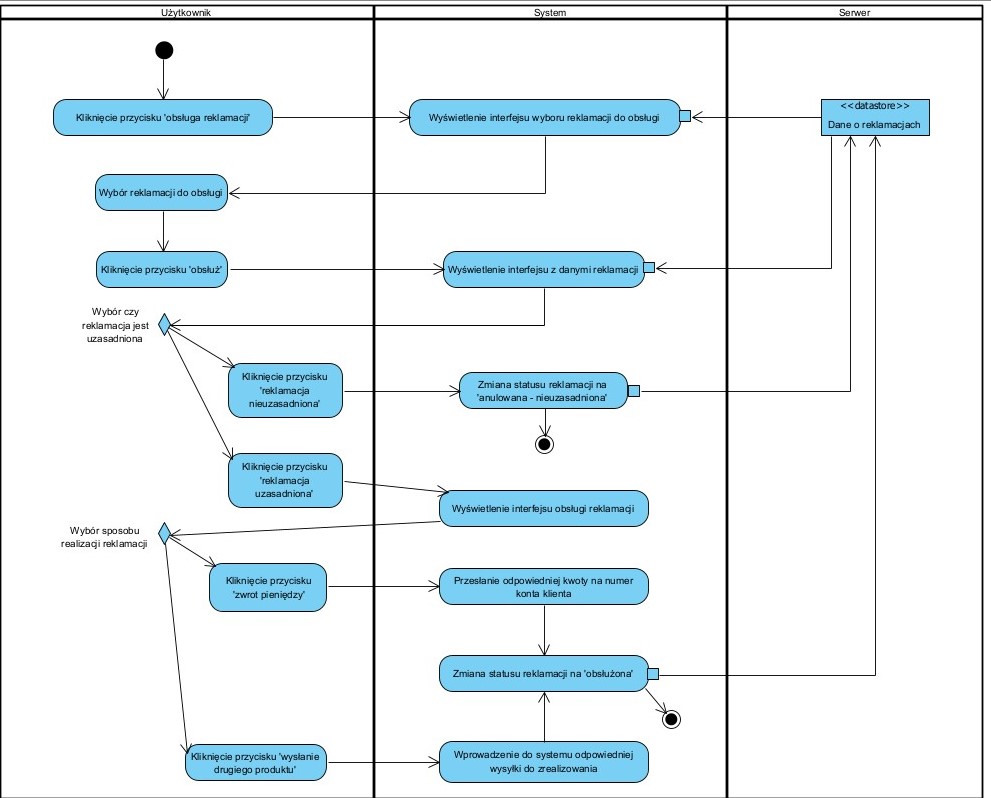 Użytkownik
System
Serwer
Kliknięcie przycisku 'obsługa reklamacji'
Wyświetlenie interfejsu wyboru reklamacji do obsługi
<<datastore>>
Dane o reklamacjach
Wybór reklamacji do obsługi
Kliknięcie przycisku 'obsłuż'
Wyświetlenie interfejsu z danymi reklamacji
Wybór czy
reklamacja jest
uzasadniona
Kliknięcie przycisku
'reklamacja
nieuzasadniona'
Zmiana statusu reklamacji na
'anulowana - nieuzasadniona'
Kliknięcie przycisku
'reklamacja
uzasadniona'
Wyświetlenie interfejsu obsługi reklamacji
Wybór sposobu
realizacji reklamacji
Kliknięcie przycisku
'zwrot pieniędzy'
Przesłanie odpowiedniej kwoty na numer
konta klienta
Zmiana statusu reklamacji na 'obsłużona'
Kliknięcie przycisku 'wysłanie
drugiego produktu'
Wprowadzenie do systemu odpowiedniej
wysyłki do zrealizowania